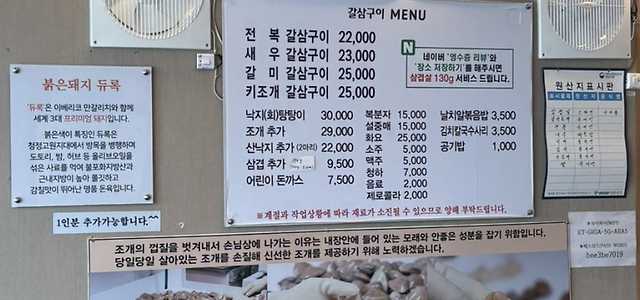 갈삼구이 MENU
전 복 갈삼구이 22,000
새 우 갈삼구이 23,000
갈 미 갈삼구이 25,000
키조개 갈삼구이 25,000
N
네이버 '영수증 리뷰'와
'장소 저장하기'를 해주시면
삼겹살 130g 서비스 드립니다.
낙지(회)탕탕이 30,000
조개 추가 29,000
산낙지 추가 (2마리) 22,000
삼겹 추가 9,500
어린이 돈까스 7,500
복분자 15,000
설중매 15,000
화요 25,000
소주 5,000
맥주 5,000
청하 7,000
음료 2,000
제로콜라 2,000
날치알볶음밥 3,500
김치칼국수사리 3,500
공기밥 1,000
※계절과 작업상황에 따라 재료가 소진될 수 있으므로 양해 부탁드립니다.
붉은돼지 듀록
'듀록'은 이베리코 만갈리차와 함께
세계 3대 프리미엄 돼지입니다.
붉은색이 특징인 듀록은
청정고원지대에서 방목을 병행하며
도토리, 밤, 허브 등 올리브오일을
섞은 사료를 먹여 불포화지방산과
근내지방이 높아 쫄깃하고
감칠맛이 뛰어난 명품 돈육입니다.
1인분 추가가능합니다.^^
원산지표시판
조개의 껍질을 벗겨내서 손님상에 나가는 이유는 내장안에 들어 있는 모래와 안좋은 성분을 잡기 위함입니다.
당일당일 살아있는 조개를 손질해 신선한 조개를 제공하기 위해 노력하겠습니다.
KT-GiGA-5G-AEA5
bee3be7019